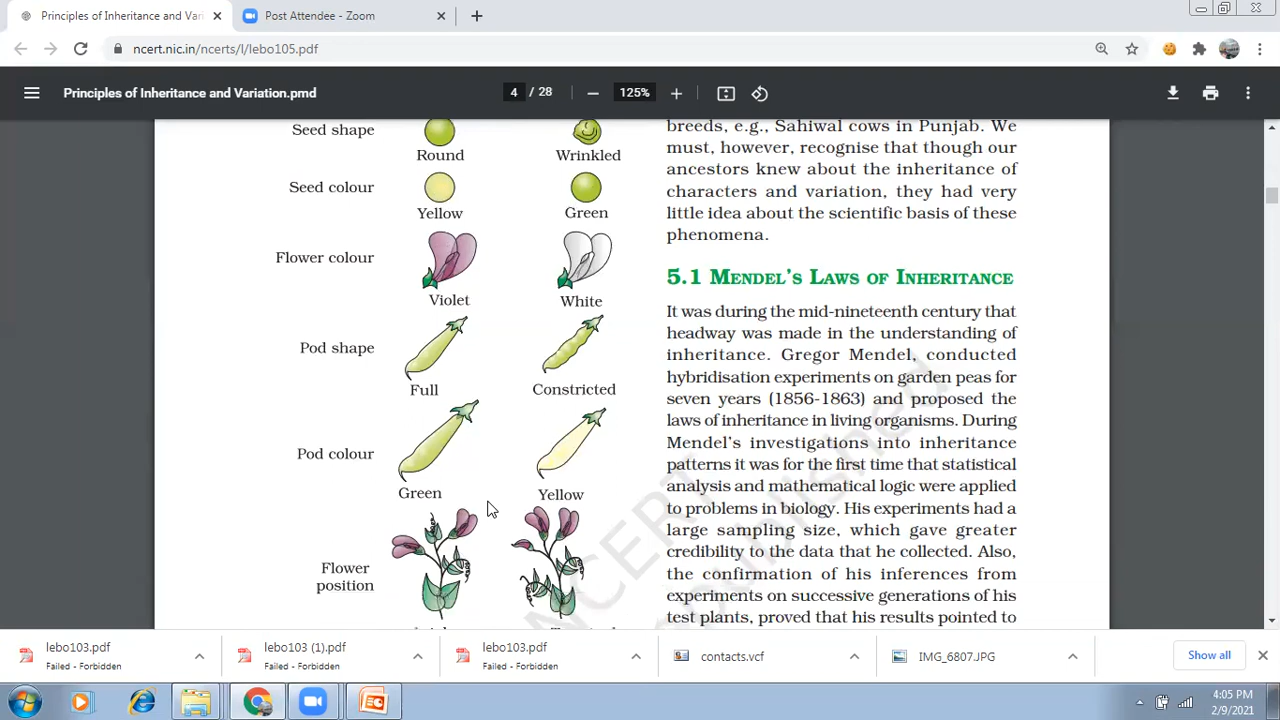 Principles of Inheritance and Var
Post Attendee - Zoom
ncert.nic.in/ncerts/l/lebo105.pdf
Principles of Inheritance and Variation.pmd
4 / 28
125%
Seed shape
Round
Wrinkled
Seed colour
Yellow
Green
Flower colour
Violet
White
Pod shape
Full
Constricted
Pod colour
Green
Yellow
Flower
position
breeds, e.g., Sahiwal cows in Punjab. We
must, however, recognise that though our
ancestors knew about the inheritance of
characters and variation, they had very
little idea about the scientific basis of these
phenomena.
5.1 MENDEL'S LAWS OF INHERITANCE
It was during the mid-nineteenth century that
headway was made in the understanding of
inheritance. Gregor Mendel, conducted
hybridisation experiments on garden peas for
seven years (1856-1863) and proposed the
laws of inheritance in living organisms. During
Mendel's investigations into inheritance
patterns it was for the first time that statistical
analysis and mathematical logic were applied
to problems in biology. His experiments had a
large sampling size, which gave greater
credibility to the data that he collected. Also,
the confirmation of his inferences from
experiments on successive generations of his
test plants, proved that his results pointed to
NCERT
published
lebo103.pdf
Failed - Forbidden
lebo103 (1).pdf
Failed - Forbidden
lebo103.pdf
Failed - Forbidden
contacts.vcf
IMG_6807.JPG
Show all
4:05 PM
2/9/2021